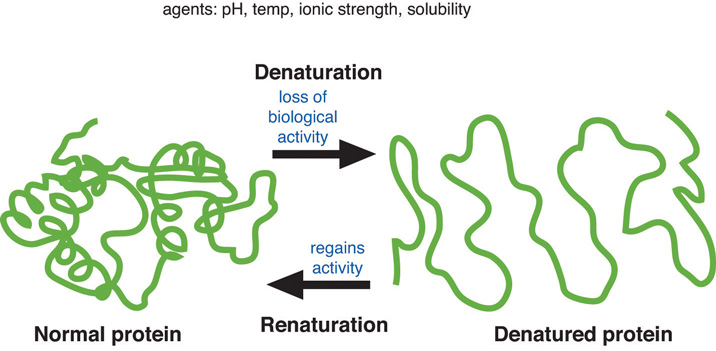 agents: pH, temp, ionic strength, solubility
Denaturation
loss of
biological
activity
regains
activity
Renaturation
Normal protein
Denatured protein